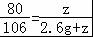 80/106 = z/(2.6g+z)